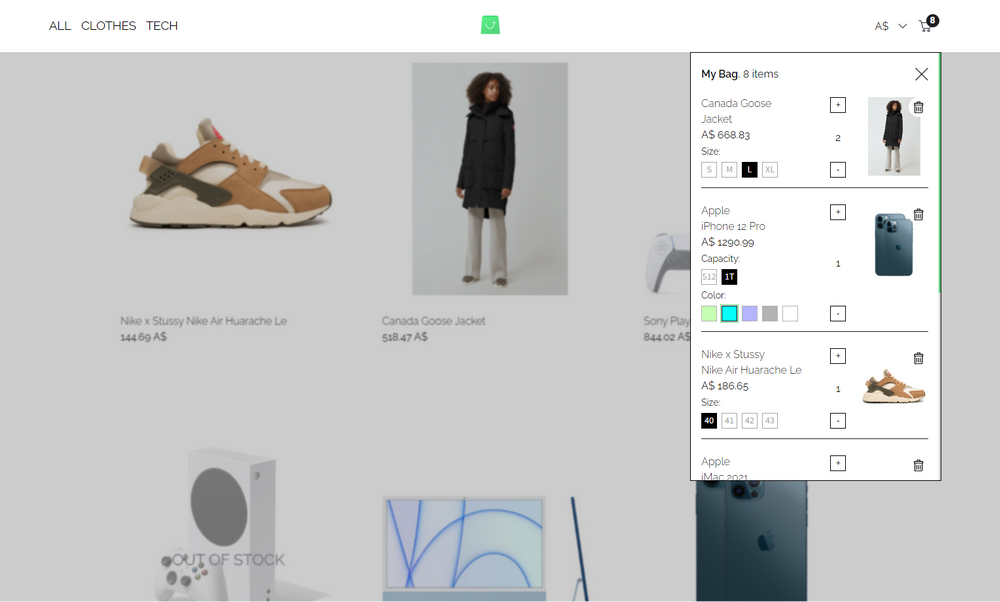 ALL CLOTHES TECH
A$ 8
My Bag. 8 items
Canada Goose
Jacket
A$ 668.83
Size:
S M L XL
+
2
-
Apple
iPhone 12 Pro
A$ 1290.99
Capacity:
512 1T
Color:
+
1
-
Nike x Stussy
Nike Air Huarache Le
A$ 186.65
Size:
40 41 42 43
+
1
-
Apple
iMac 2021
+
Nike x Stussy Nike Air Huarache Le
144.69 A$
Canada Goose Jacket
518.47 A$
Sony Play
844.02 A$
OUT OF STOCK